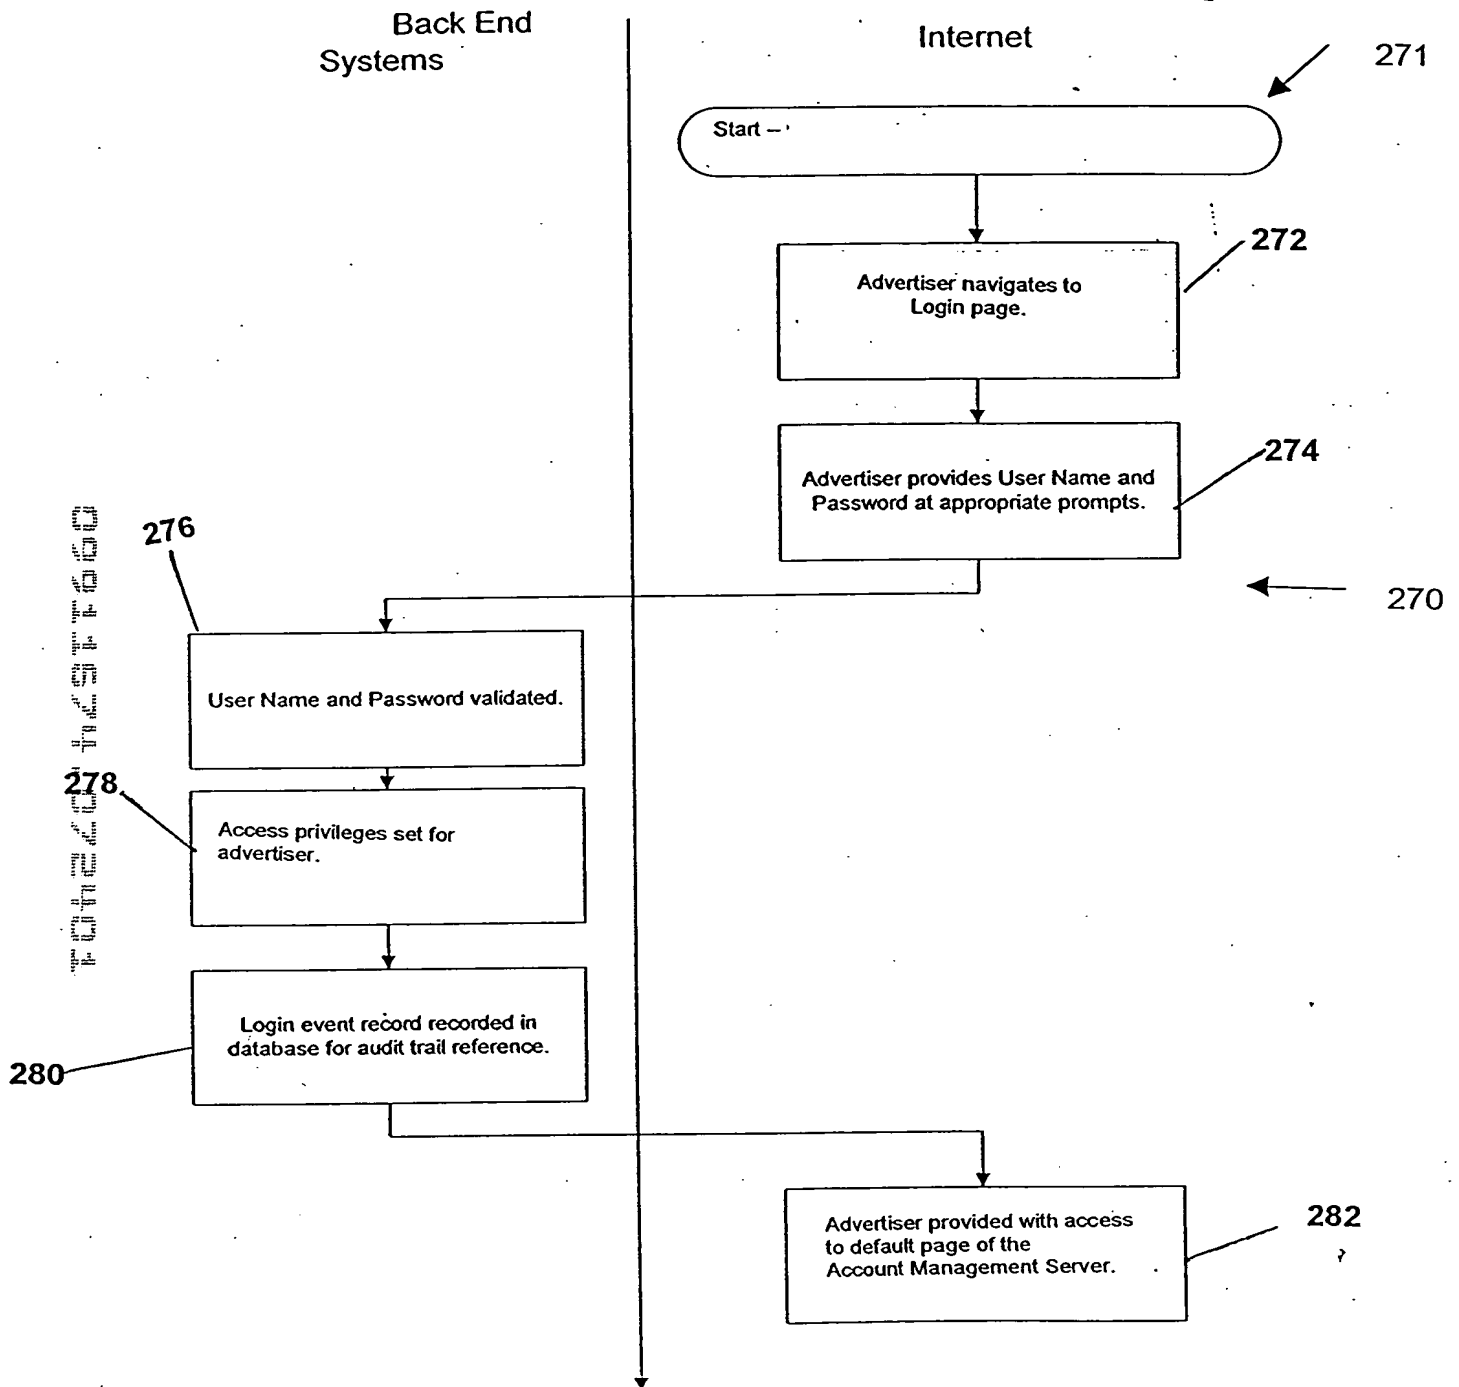 Back End
Systems
Internet
271
Start –
272
Advertiser navigates to
Login page.
274
Advertiser provides User Name and
Password at appropriate prompts.
276
270
User Name and Password validated.
278
Access privileges set for
advertiser.
Login event record recorded in
database for audit trail reference.
280
Advertiser provided with access
to default page of the
Account Management Server.
282
09911574.072401